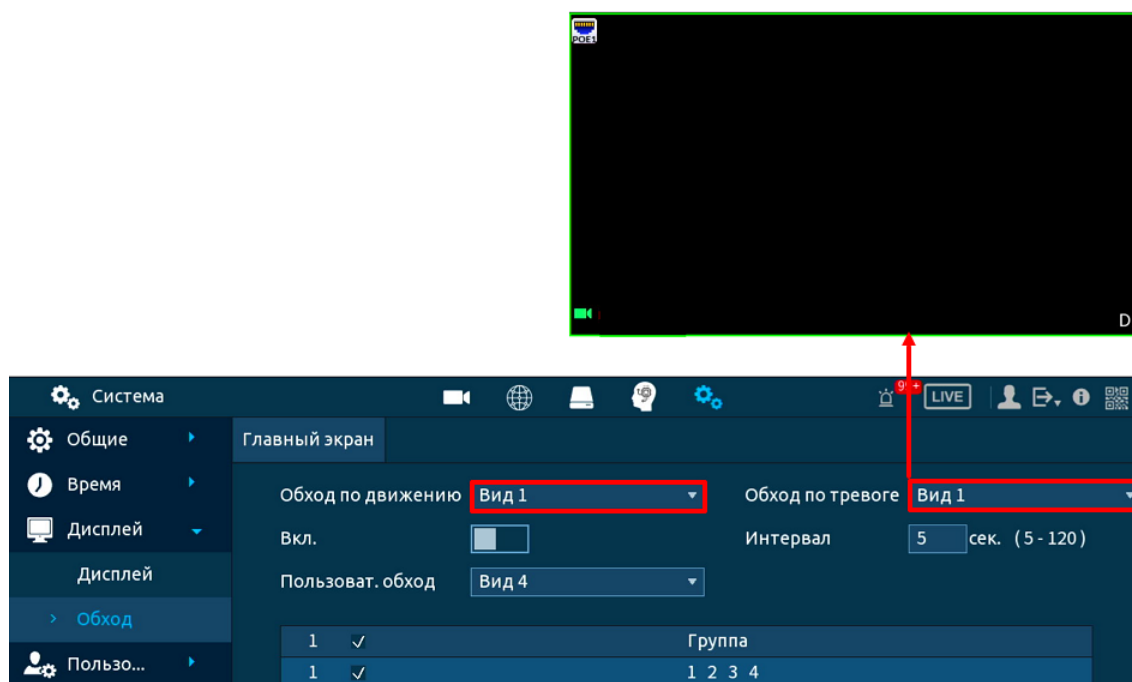 POE1
D
Система
99+
LIVE
Общие
Главный экран
Время
Обход по движению
Вид 1
Обход по тревоге
Вид 1
Дисплей
Вкл.
Интервал
5
сек. ( 5 - 120 )
Дисплей
Пользоват. обход
Вид 4
Обход
1
Группа
Пользо...
1
1 2 3 4